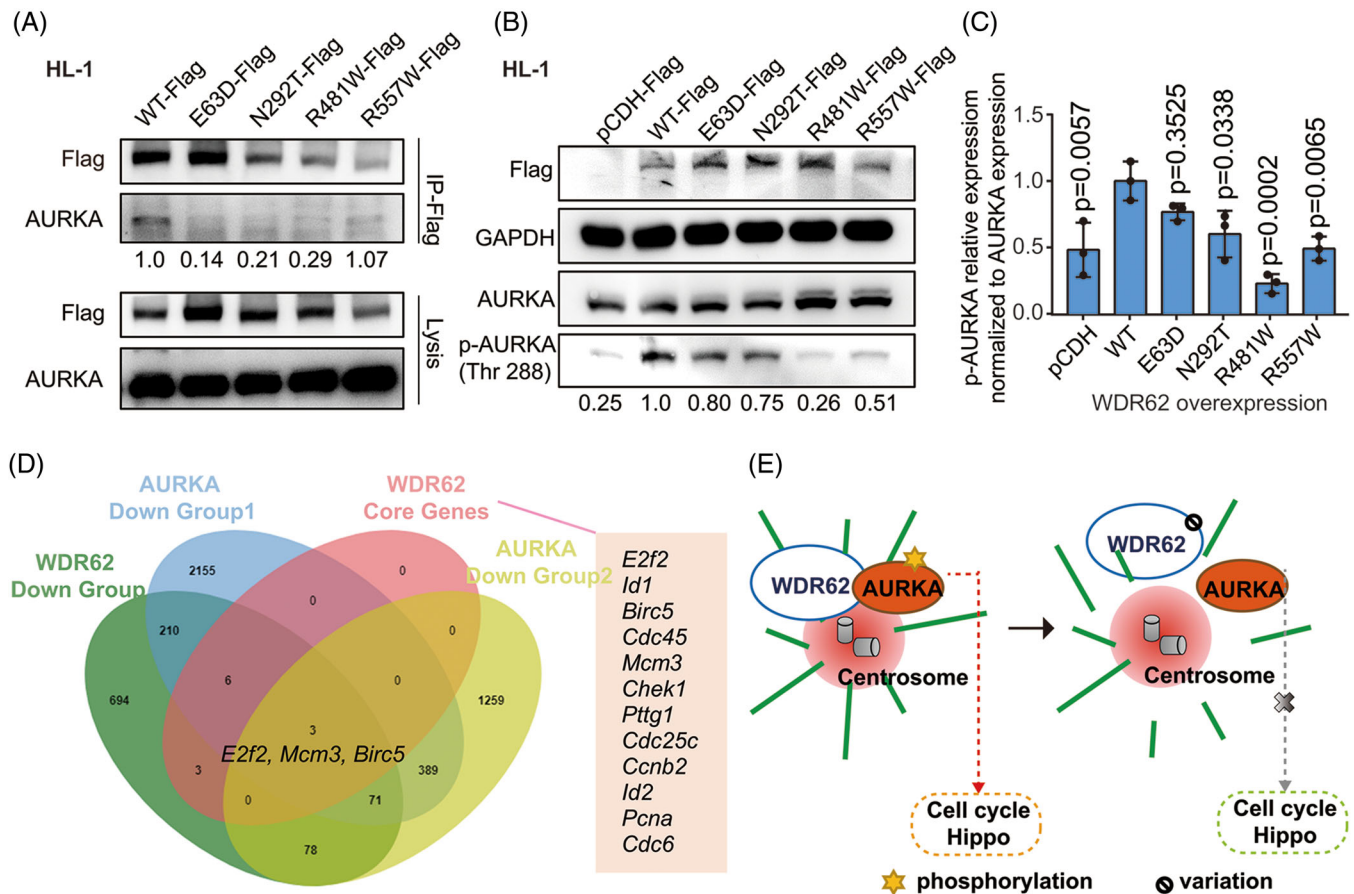 (A)
HL-1
WT-Flag
E63D-Flag
N292T-Flag
R481W-Flag
R557W-Flag
Flag
AURKA
1.0 0.14 0.21 0.29 1.07
IP-Flag
Flag
AURKA
Lysis
(B)
HL-1
pCDH-Flag
WT-Flag
E63D-Flag
N292T-Flag
R481W-Flag
R557W-Flag
Flag
GAPDH
AURKA
p-AURKA
(Thr 288)
0.25 1.0 0.80 0.75 0.26 0.51
(C)
p-AURKA relative expression
normalized to AURKA expression
1.5
1.0
0.5
0.0
p=0.0057
p=0.3525
p=0.0338
p=0.0002
p=0.0065
pCDH
WT
E63D
N292T
R481W
R557W
WDR62 overexpression
(D)
AURKA
Down Group1
WDR62
Core Genes
WDR62
Down Group
AURKA
Down Group2
2155
0
0
210
0
694
6
0
1259
3
E2f2, Mcm3, Birc5
3
389
0
71
78
E2f2
Id1
Birc5
Cdc45
Mcm3
Chek1
Pttg1
Cdc25c
Ccnb2
Id2
Pcna
Cdc6
(E)
WDR62
AURKA
Centrosome
Cell cycle
Hippo
WDR62
AURKA
Centrosome
Cell cycle
Hippo
phosphorylation
variation